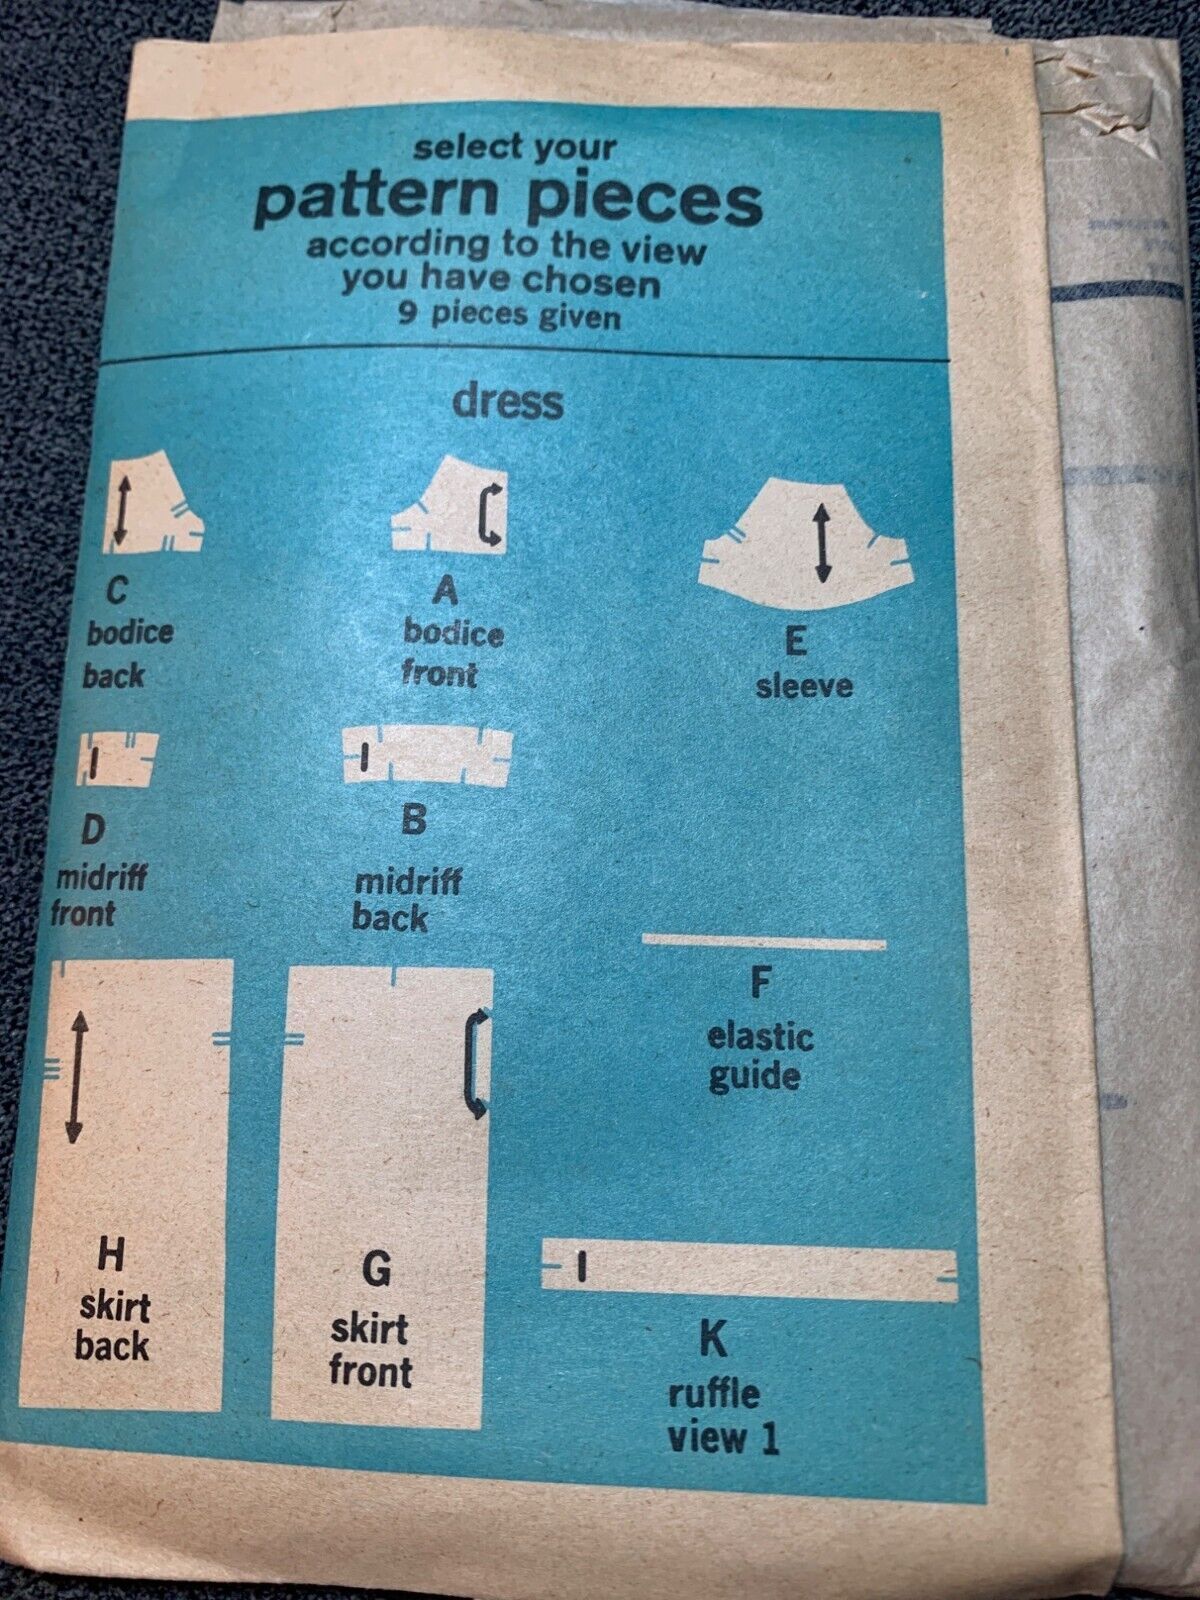 select your
pattern pieces
according to the view
you have chosen
9 pieces given
dress
C
bodice
back
A
bodice
front
E
sleeve
D
midriff
front
B
midriff
back
F
elastic
guide
H
skirt
back
G
skirt
front
K
ruffle
view 1